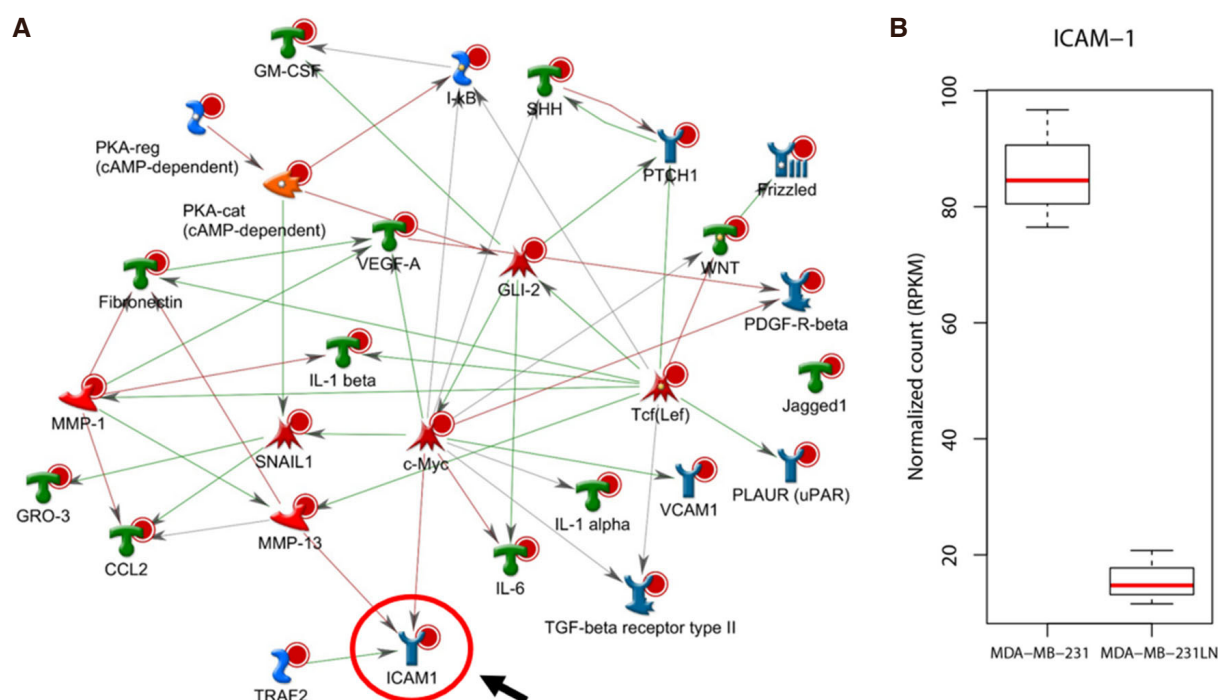 A
GM-CSF
I-kB
SHH
PKA-reg
(cAMP-dependent)
PTCH1
Frizzled
PKA-cat
(cAMP-dependent)
VEGF-A
WNT
GLI-2
Fibronectin
PDGF-R-beta
IL-1 beta
Jagged1
MMP-1
Tcf(Lef)
SNAIL1
c-Myc
PLAUR (uPAR)
GRO-3
IL-1 alpha
VCAM1
MMP-13
CCL2
IL-6
TGF-beta receptor type II
ICAM1
TRAF2
B
ICAM-1
Normalized count (RPKM)
100
80
60
40
20
MDA-MB-231
MDA-MB-231LN